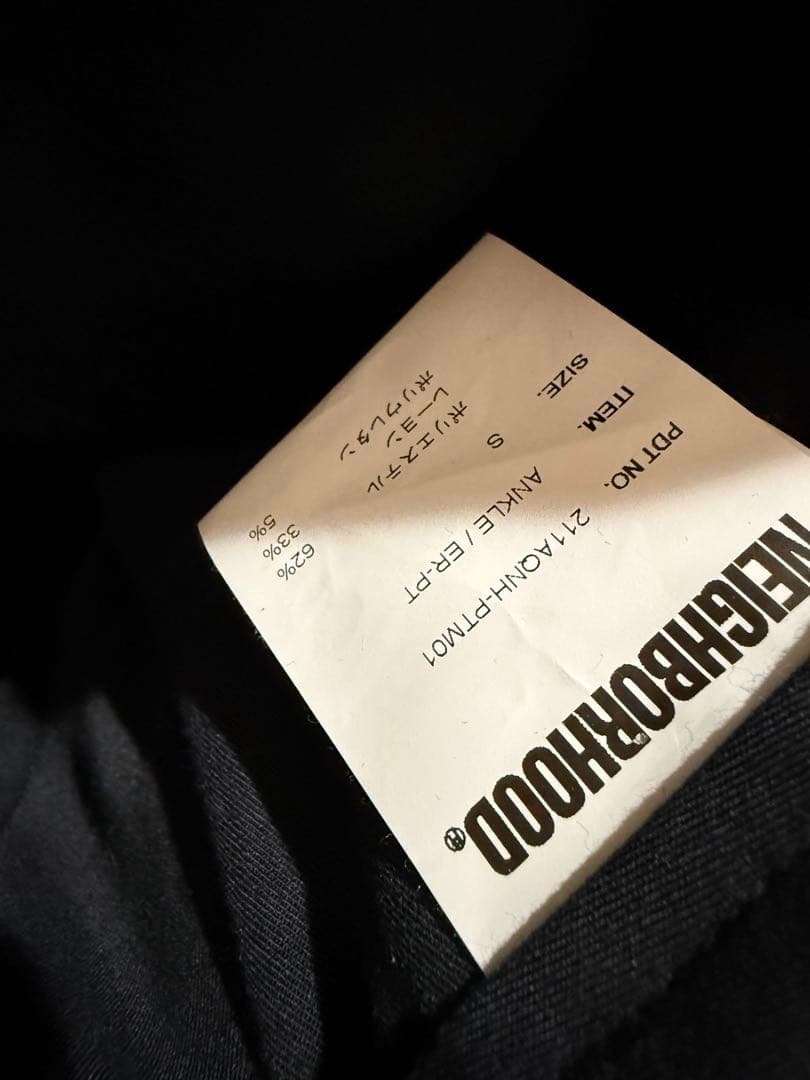 NEIGHBORHOOD®
PDT NO. 211AQNH-PTM01
ITEM. ANKLE / ER-PT
SIZE. S
ポリエステル 62%
レーヨン 33%
ポリウレタン 5%